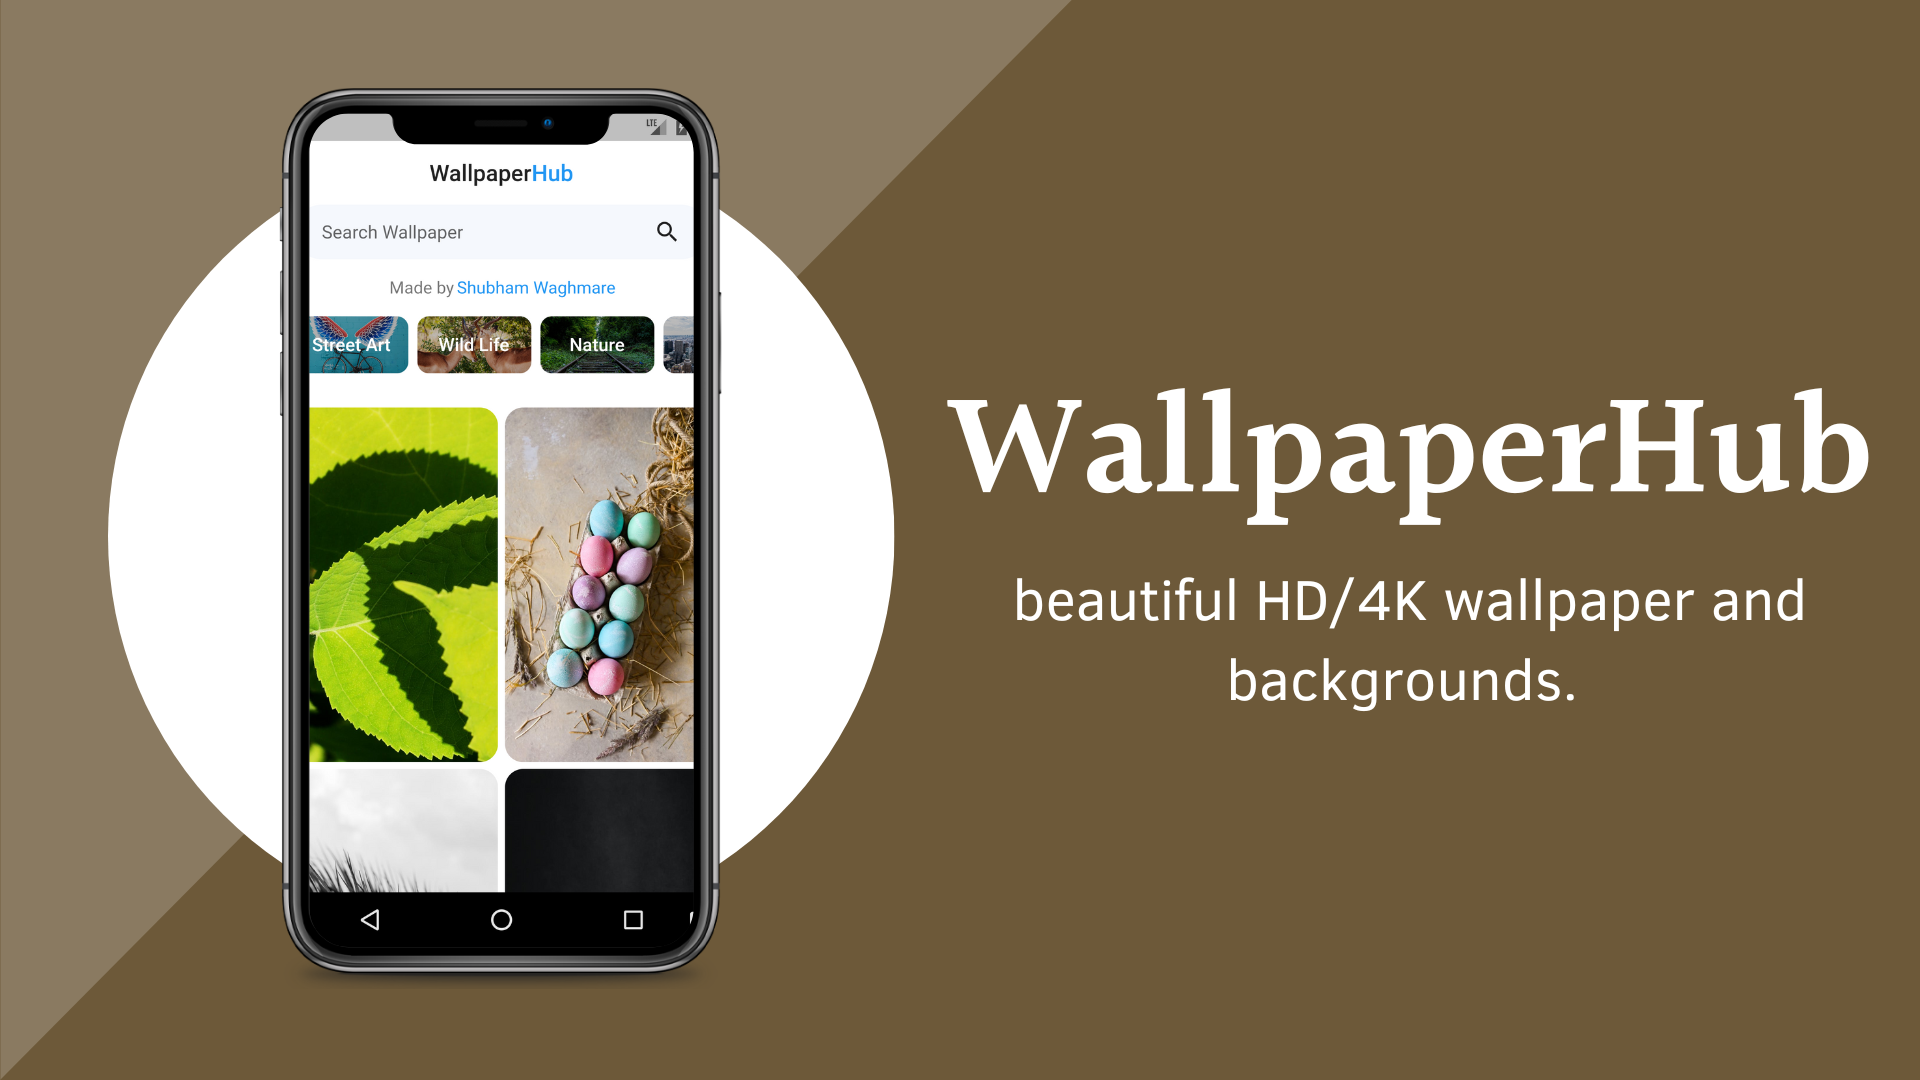 LTE
WallpaperHub
Search Wallpaper
Made by Shubham Waghmare
Street Art
Wild Life
Nature
WallpaperHub
beautiful HD/4K wallpaper and
backgrounds.